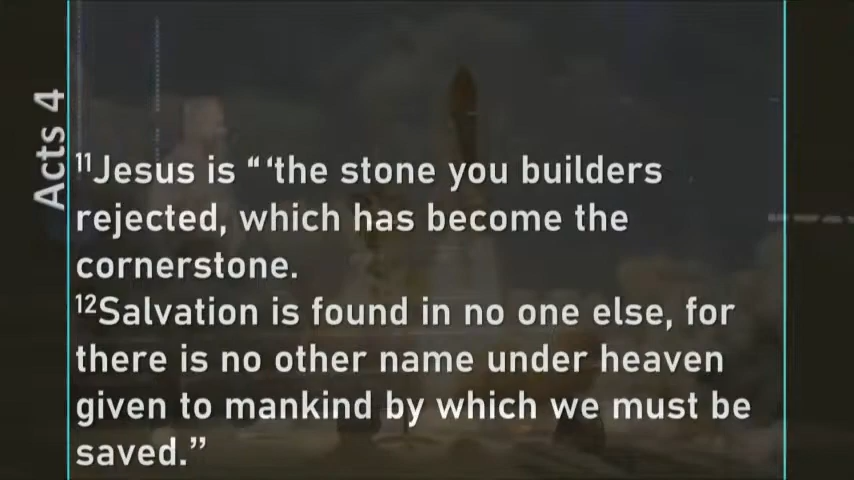 Acts 4
¹¹Jesus is “ ‘the stone you builders
rejected, which has become the
cornerstone.
¹²Salvation is found in no one else, for
there is no other name under heaven
given to mankind by which we must be
saved.”